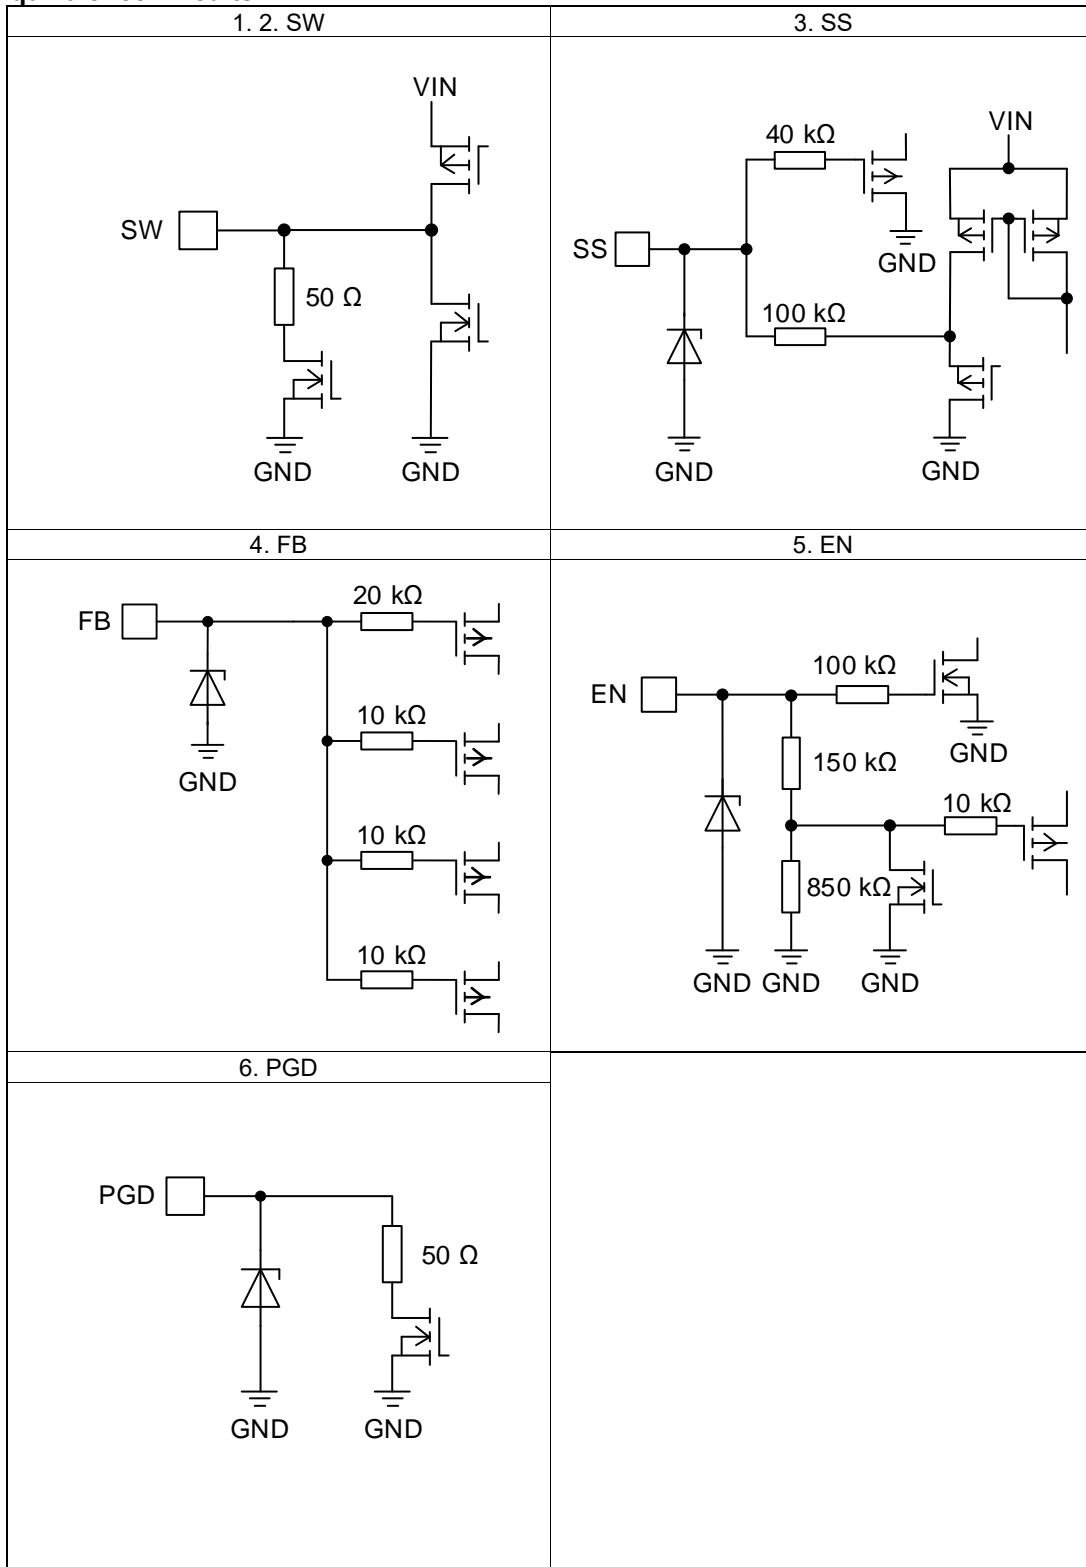 1. 2. SW
3. SS
VIN
SW
50 Ω
GND
GND
40 kΩ
VIN
SS
GND
100 kΩ
GND
GND
4. FB
5. EN
FB
20 kΩ
10 kΩ
GND
10 kΩ
10 kΩ
100 kΩ
EN
GND
150 kΩ
10 kΩ
850 kΩ
GND
GND
GND
6. PGD
PGD
50 Ω
GND
GND